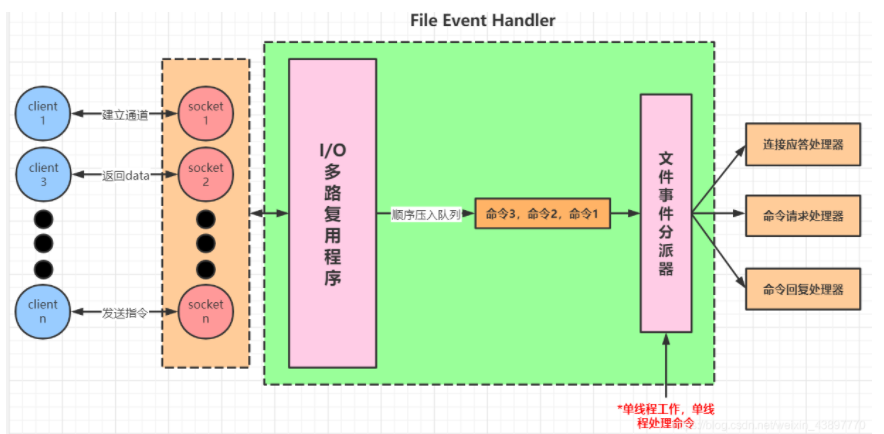 File Event Handler
client
1
建立通道
socket
1
client
3
返回data
socket
2
client
n
发送指令
socket
n
I/O
多
路
复
用
程
序
顺序压入队列
命令3，命令2，命令1
文
件
事
件
分
派
器
连接应答处理器
命令请求处理器
命令回复处理器
*单线程工作，单线
程处理命令
blog.csdn.net/weixin_43897770